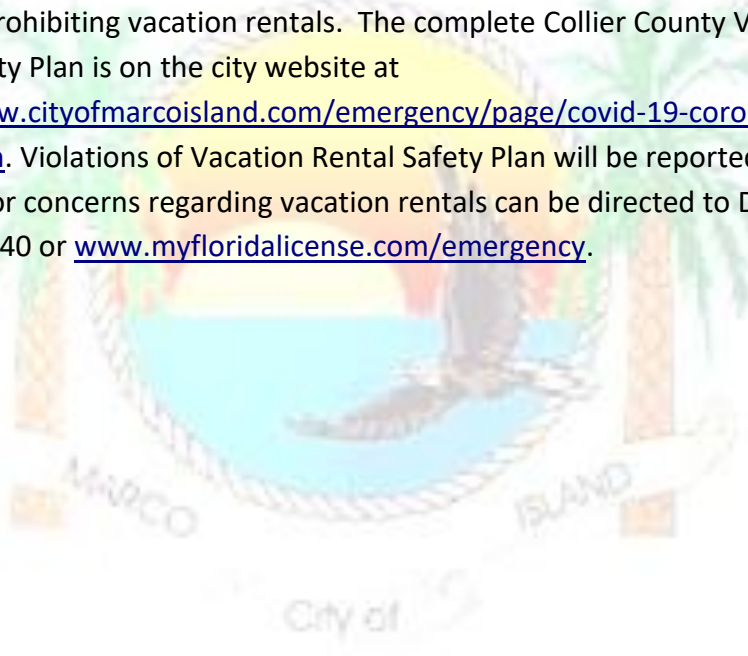 rohibiting vacation rentals. The complete Collier County V
ty Plan is on the city website at
w.cityofmarcoisland.com/emergency/page/covid-19-coro
. Violations of Vacation Rental Safety Plan will be reported
or concerns regarding vacation rentals can be directed to D
40 or www.myfloridalicense.com/emergency.
MARCO ISLAND
City of